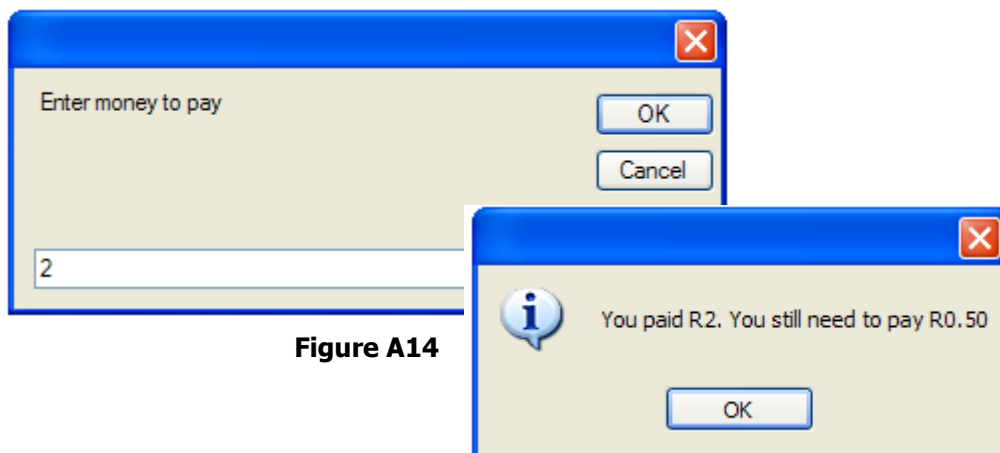 Enter money to pay
OK
Cancel
2
Figure A14
You paid R2. You still need to pay R0.50
OK